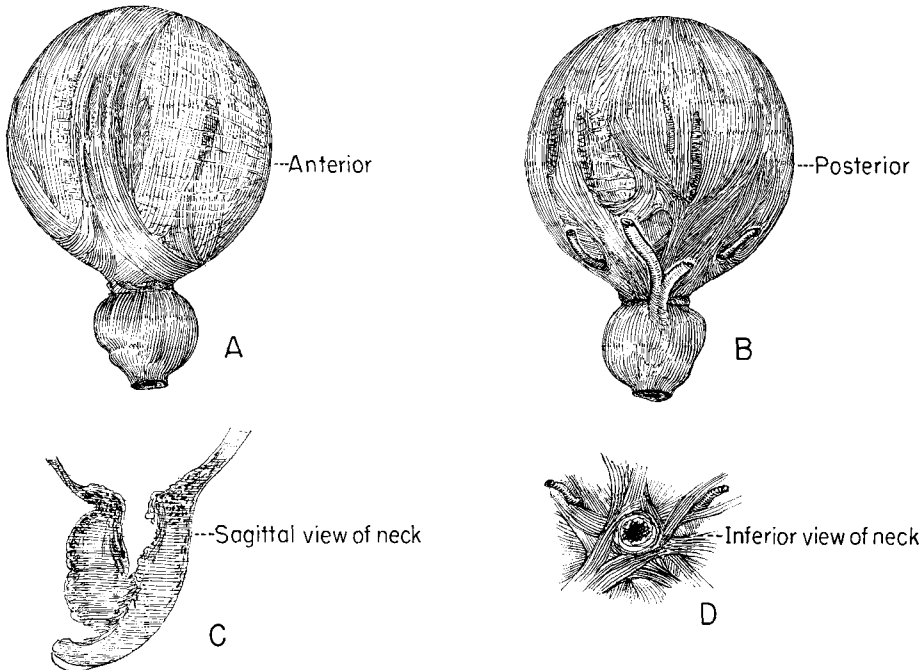 Anterior
Posterior
A
B
Sagittal view of neck
Inferior view of neck
C
D